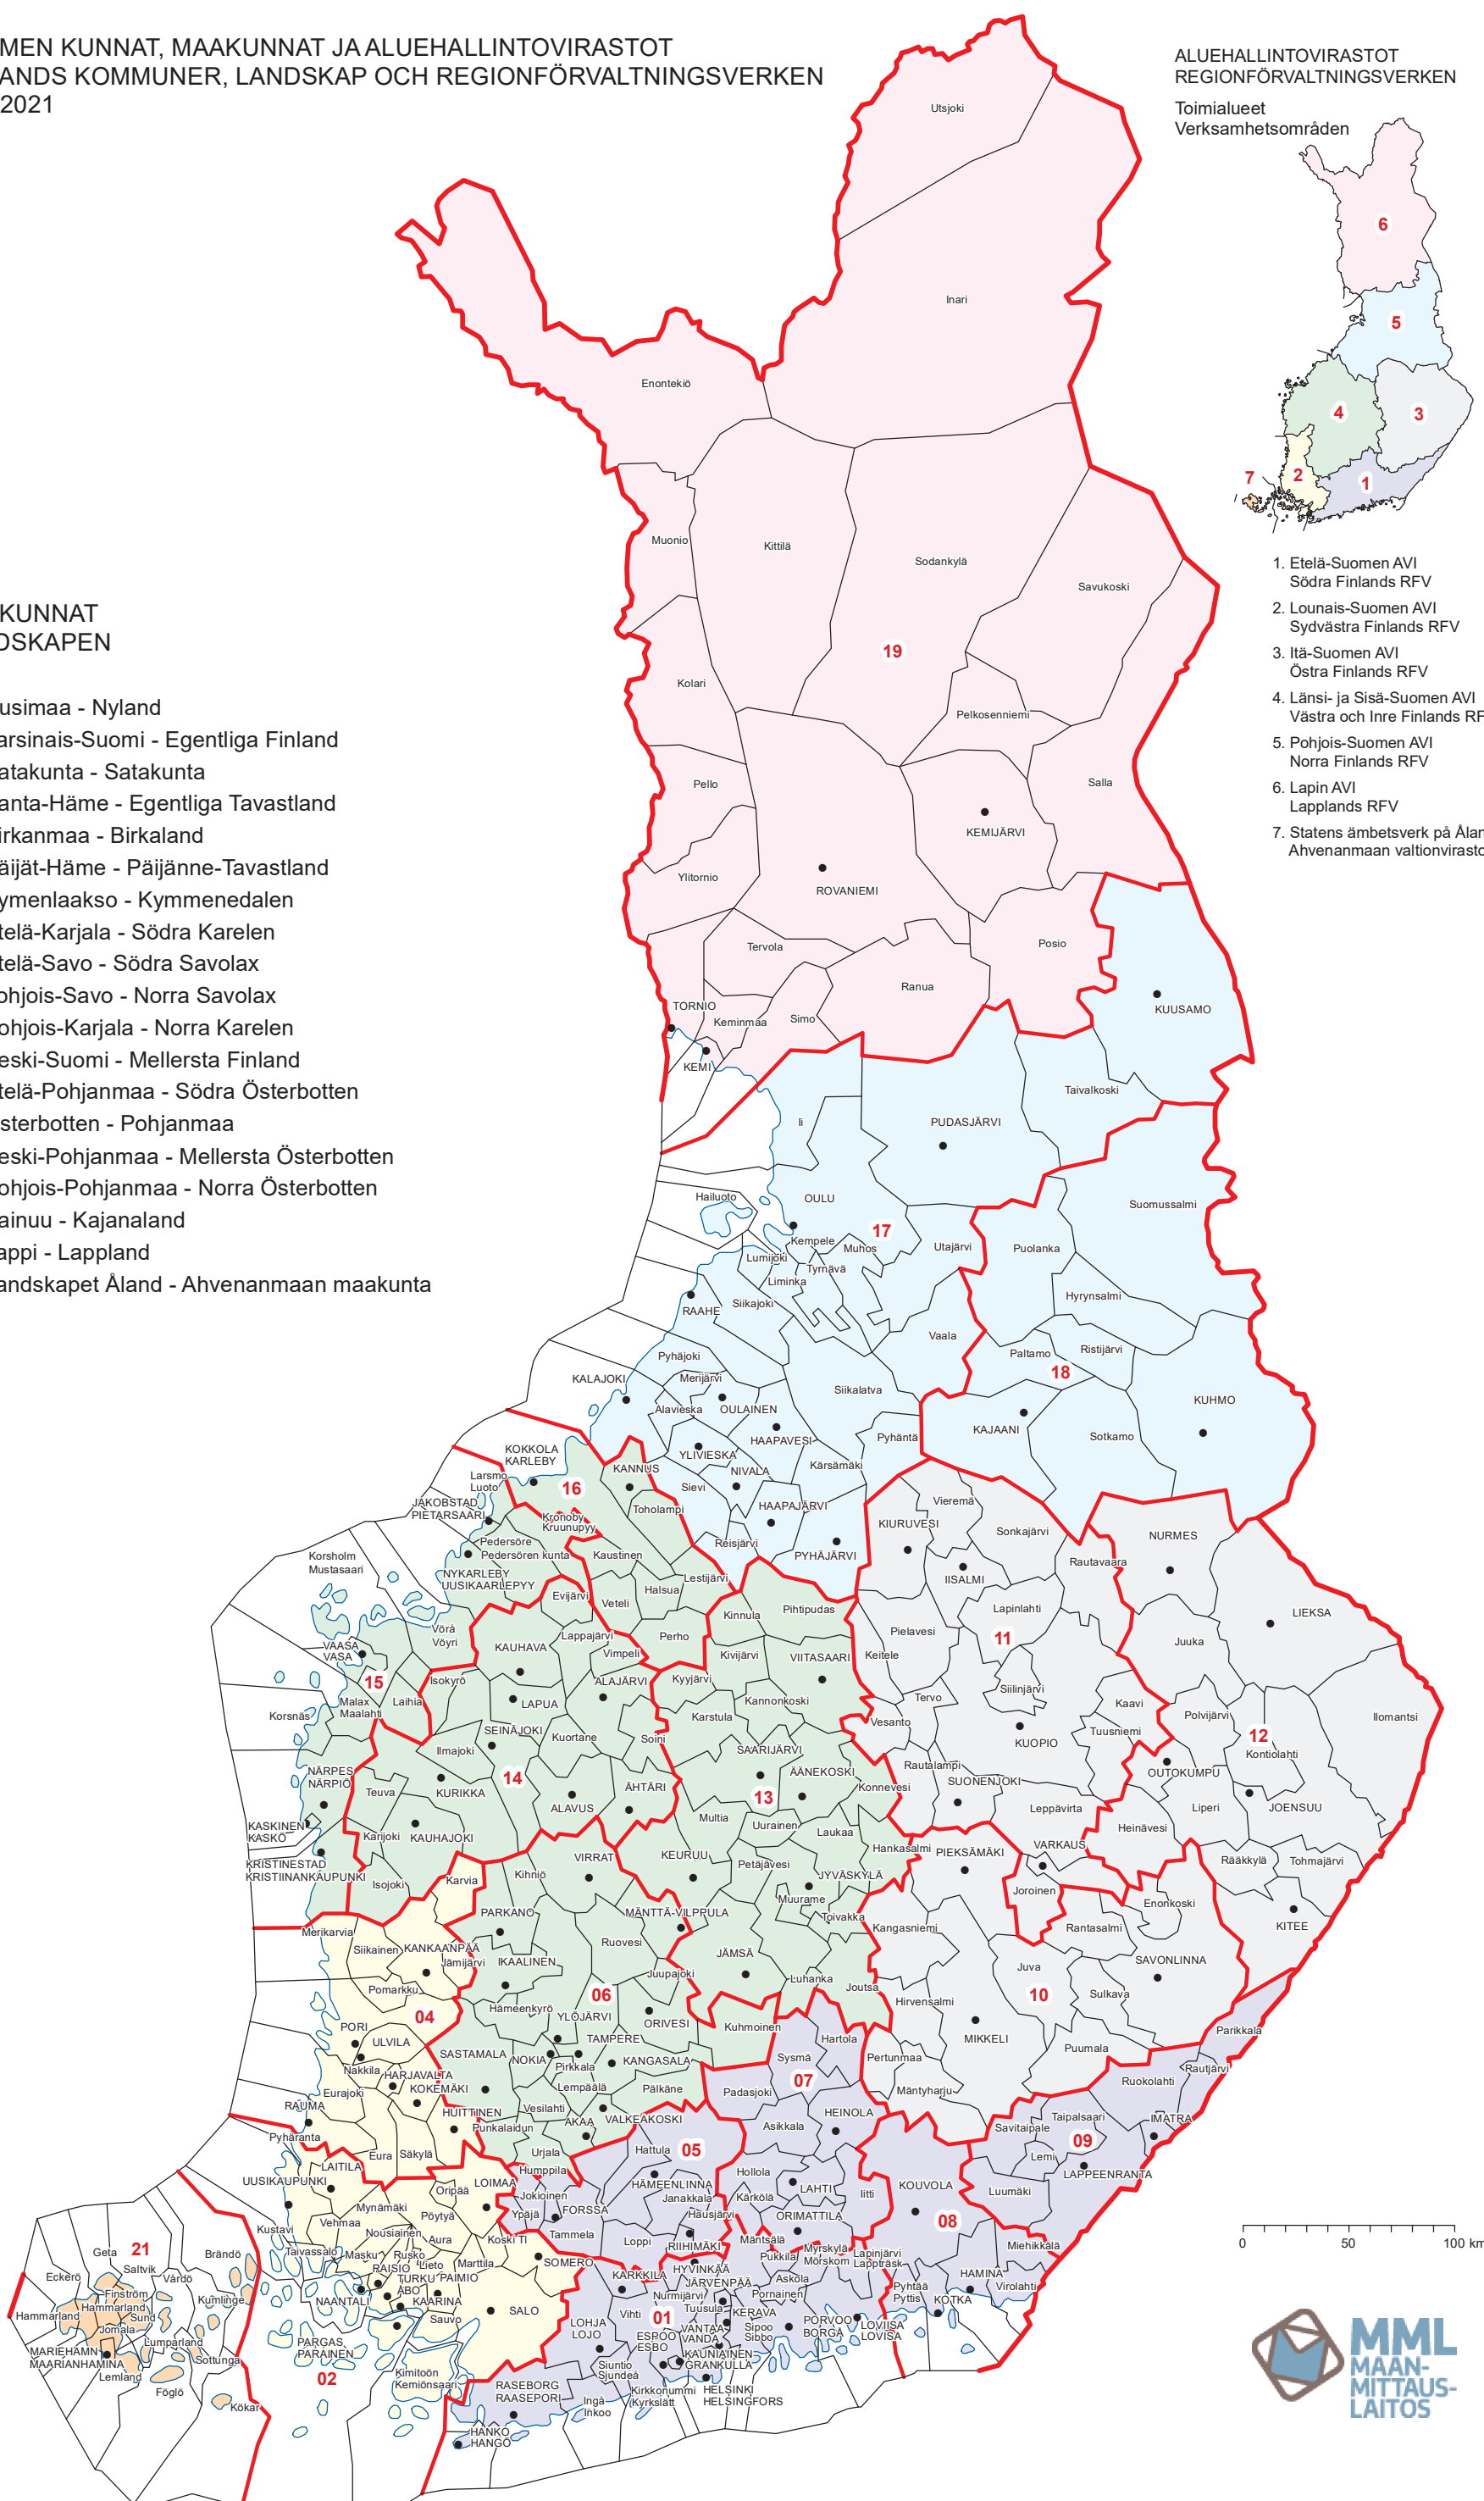 MEN KUNNAT, MAAKUNNAT JA ALUEHALLINTOVIRASTOT
ANDS KOMMUNER, LANDSKAP OCH REGIONFÖRVALTNINGSVERKEN
2021
ALUEHALLINTOVIRASTOT
REGIONFÖRVALTNINGSVERKEN
Toimialueet
Verksamhetsområden
6
5
4
3
2
1
7
1. Etelä-Suomen AVI
Södra Finlands RFV
2. Lounais-Suomen AVI
Sydvästra Finlands RFV
3. Itä-Suomen AVI
Östra Finlands RFV
4. Länsi- ja Sisä-Suomen AVI
Västra och Inre Finlands RF
5. Pohjois-Suomen AVI
Norra Finlands RFV
6. Lapin AVI
Lapplands RFV
7. Statens ämbetsverk på Ålan
Ahvenanmaan valtionvirasto
KUNNAT
DSKAPEN
usimaa - Nyland
arsinais-Suomi - Egentliga Finland
atakunta - Satakunta
anta-Häme - Egentliga Tavastland
irkanmaa - Birkaland
äijät-Häme - Päijänne-Tavastland
ymenlaakso - Kymmenedalen
telä-Karjala - Södra Karelen
telä-Savo - Södra Savolax
ohjois-Savo - Norra Savolax
ohjois-Karjala - Norra Karelen
eski-Suomi - Mellersta Finland
telä-Pohjanmaa - Södra Österbotten
sterbotten - Pohjanmaa
eski-Pohjanmaa - Mellersta Österbotten
ohjois-Pohjanmaa - Norra Österbotten
ainuu - Kajanaland
appi - Lappland
andskapet Åland - Ahvenanmaan maakunta
Utsjoki
Inari
Enontekiö
Muonio
Kittilä
Sodankylä
Savukoski
19
Kolari
Pelkosenniemi
Pello
Salla
KEMIJÄRVI
Ylitornio
ROVANIEMI
Tervola
Posio
Ranua
TORNIO
Keminmaa
Simo
KEMI
KUUSAMO
Taivalkoski
Ii
PUDASJÄRVI
Hailuoto
OULU
17
Suomussalmi
Kempele
Muhos
Utajärvi
Puolanka
Lumijoki
Tyrnävä
Liminka
Siikajoki
RAAHE
Hyrynsalmi
Vaala
Paltamo
Ristijärvi
18
Pyhäjoki
Merijärvi
KALAJOKI
Siikalatva
Alavieska
OULAINEN
KUHMO
KAJAANI
Sotkamo
HAAPAVESI
Pyhäntä
YLIVIESKA
KOKKOLA
KARLEBY
Kärsämäki
KANNUS
NIVALA
Larsmo
Luoto
16
Sievi
JAKOBSTAD
PIETARSAARI
Toholampi
HAAPAJÄRVI
Kronoby
Kruunupyy
Vieremä
KIURUVESI
Sonkajärvi
NURMES
Pedersöre
Pedersören kunta
Reisjärvi
PYHÄJÄRVI
Korsholm
Mustasaari
Kaustinen
Rautavaara
NYKARLEBY
UUSIKAARLEPYY
Lestijärvi
IISALMI
Halsua
Evijärvi
Veteli
Kinnula
Pihtipudas
Lapinlahti
LIEKSA
Vörå
Vöyri
Lappajärvi
Perho
Pielavesi
11
Juuka
VAASA
VASA
KAUHAVA
Vimpeli
Kivijärvi
VIITASAARI
Keitele
15
Isokyrö
ALAJÄRVI
Kyyjärvi
Siilinjärvi
Malax
Maalahti
Laihia
LAPUA
Kannonkoski
Tervo
Kaavi
Polvijärvi
Ilomantsi
Korsnäs
Karstula
Vesanto
Tuusniemi
12
SEINÄJOKI
Kuortane
Soini
SAARIJÄRVI
KUOPIO
Kontiolahti
Ilmajoki
Rautalampi
OUTOKUMPU
NÄRPES
NÄRPIÖ
14
ÄÄNEKOSKI
SUONENJOKI
Teuva
KURIKKA
ÄHTÄRI
13
Konnevesi
ALAVUS
Leppävirta
Liperi
JOENSUU
Multia
Uurainen
KASKINEN
KASKÖ
Laukaa
Heinävesi
Karijoki
KAUHAJOKI
Hankasalmi
VARKAUS
PIEKSÄMÄKI
KRISTINESTAD
KRISTIINANKAUPUNKI
VIRRAT
KEURUU
Petäjävesi
JYVÄSKYLÄ
Rääkkylä
Tohmajärvi
Isojoki
Karvia
Kihniö
Joroinen
Muurame
Enonkoski
PARKANO
MÄNTTÄ-VILPPULA
Toivakka
Kangasniemi
Rantasalmi
KITEE
Merikarvia
Siikainen
KANKAANPÄÄ
Jämijärvi
Ruovesi
JÄMSÄ
SAVONLINNA
IKAALINEN
Juva
Pomarkku
Juupajoki
Luhanka
Joutsa
Hirvensalmi
10
Sulkava
04
Hämeenkyrö
YLÖJÄRVI
06
Kuhmoinen
PORI
ULVILA
ORIVESI
TAMPERE
Hartola
MIKKELI
Parikkala
SASTAMALA
NOKIA
Pertunmaa
Puumala
Nakkila
HARJAVALTA
Pirkkala
KANGASALA
Sysmä
07
Rautjärvi
KOKEMÄKI
Lempäälä
Pälkäne
Padasjoki
Mäntyharju
Ruokolahti
Eurajoki
RAUMA
HUITTINEN
Vesilahti
AKAA
VALKEAKOSKI
HEINOLA
Taipalsaari
IMATRA
Punkalaidun
Asikkala
Savitaipale
Pyhäranta
09
Eura
Säkylä
Urjala
Hattula
05
Lemi
LAITILA
Humppila
Hollola
LAPPEENRANTA
UUSIKAUPUNKI
Oripää
LOIMAA
Jokioinen
HÄMEENLINNA
Kärkölä
LAHTI
Iitti
KOUVOLA
Luumäki
Mynämäki
Janakkala
Ypäjä
FORSSA
Hausjärvi
ORIMATTILA
08
Vehmaa
Pöytyä
Kustavi
Nousiainen
Aura
Koski Tl
Tammela
Loppi
RIIHIMÄKI
Mäntsälä
Miehikkälä
21
Taivassalo
Masku
Rusko
Lieto
Marttila
SOMERO
Pukkila
Myrskylä
Mörskom
Lapinjärvi
Lappträsk
Geta
Saltvik
Brändö
Eckerö
Vårdö
RAISIO
TURKU
ÅBO
PAIMIO
KARKKILA
HYVINKÄÄ
JÄRVENPÄÄ
Askola
HAMINA
Virolahti
Finström
Kumlinge
NAANTALI
KAARINA
SALO
Nurmijärvi
Pornainen
Pyhtää
Pyttis
KOTKA
Hammarland
Hammarland
Sund
Sauvo
Vihti
01
Tuusula
KERAVA
PORVOO
BORGÅ
LOVIISA
LOVISA
Jomala
LOHJA
LOJO
VANTAA
VANDA
Sipoo
Sibbo
MARIEHAMN
MAARIANHAMINA
Lumparland
Sottunga
PARGAS
PARAINEN
ESPOO
ESBO
KAUNIAINEN
GRANKULLA
Lemland
02
Kimitoön
Kemiönsaari
Siuntio
Sjundeå
Föglö
RASEBORG
RAASEPORI
Kirkkonummi
Kyrkslätt
HELSINKI
HELSINGFORS
Kökar
Ingå
Inkoo
HANKO
HANGÖ
0 50 100 km
MML
MAAN-
MITTAUS-
LAITOS